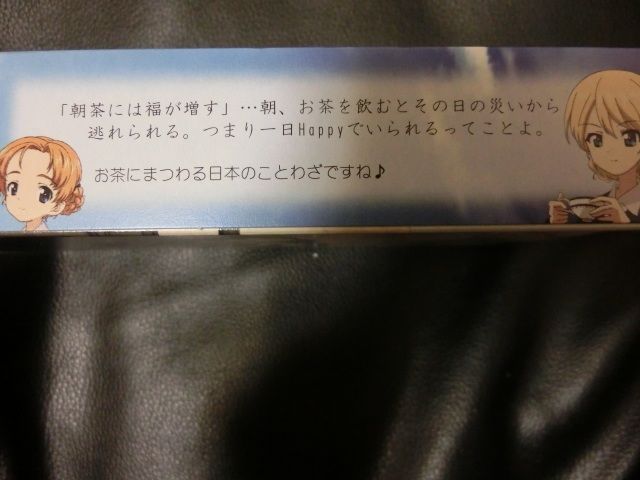 「朝茶には福が増す」…朝、お茶を飲むとその日の災いから
逃れられる。つまり一日Happyでいられるってことよ。
お茶にまつわる日本のことわざですね♪